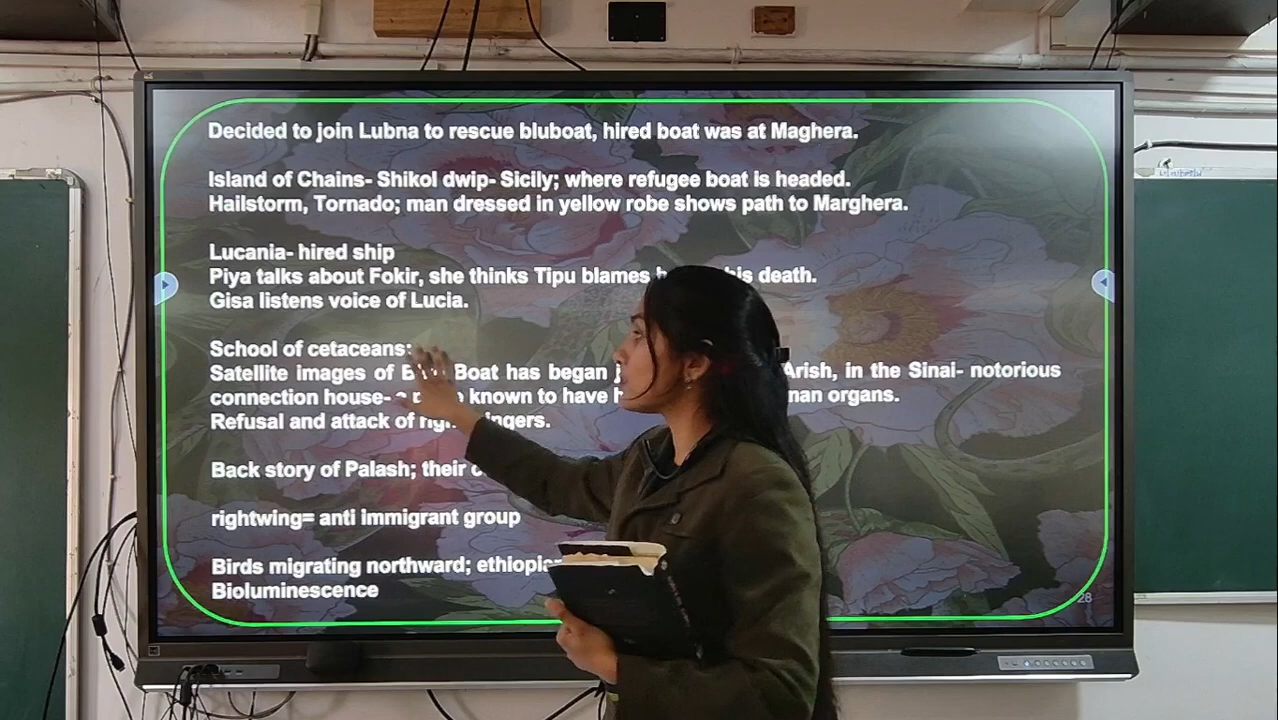 Decided to join Lubna to rescue bluboat, hired boat was at Maghera.
Island of Chains- Shikol dwip- Sicily; where refugee boat is headed.
Hailstorm, Tornado; man dressed in yellow robe shows path to Marghera.
Lucania- hired ship
Piya talks about Fokir, she thinks Tipu blames his death.
Gisa listens voice of Lucia.
School of cetaceans:
Satellite images of Boat has began Arish, in the Sinai- notorious
connection house- known to have organs.
Refusal and attack of
Back story of Palash; their
rightwing= anti immigrant group
Birds migrating northward;
Bioluminescence
28